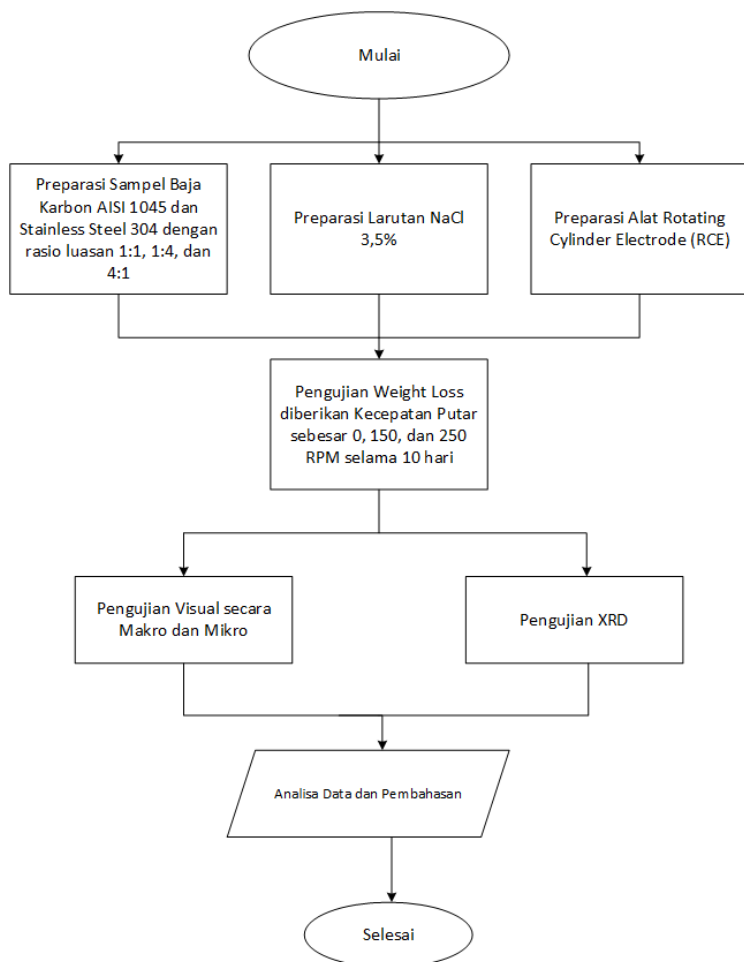 Mulai
Preparasi Sampel Baja
Karbon AISI 1045 dan
Stainless Steel 304 dengan
rasio luasan 1:1, 1:4, dan
4:1
Preparasi Larutan NaCl
3,5%
Preparasi Alat Rotating
Cylinder Electrode (RCE)
Pengujian Weight Loss
diberikan Kecepatan Putar
sebesar 0, 150, dan 250
RPM selama 10 hari
Pengujian Visual secara
Makro dan Mikro
Pengujian XRD
Analisa Data dan Pembahasan
Selesai